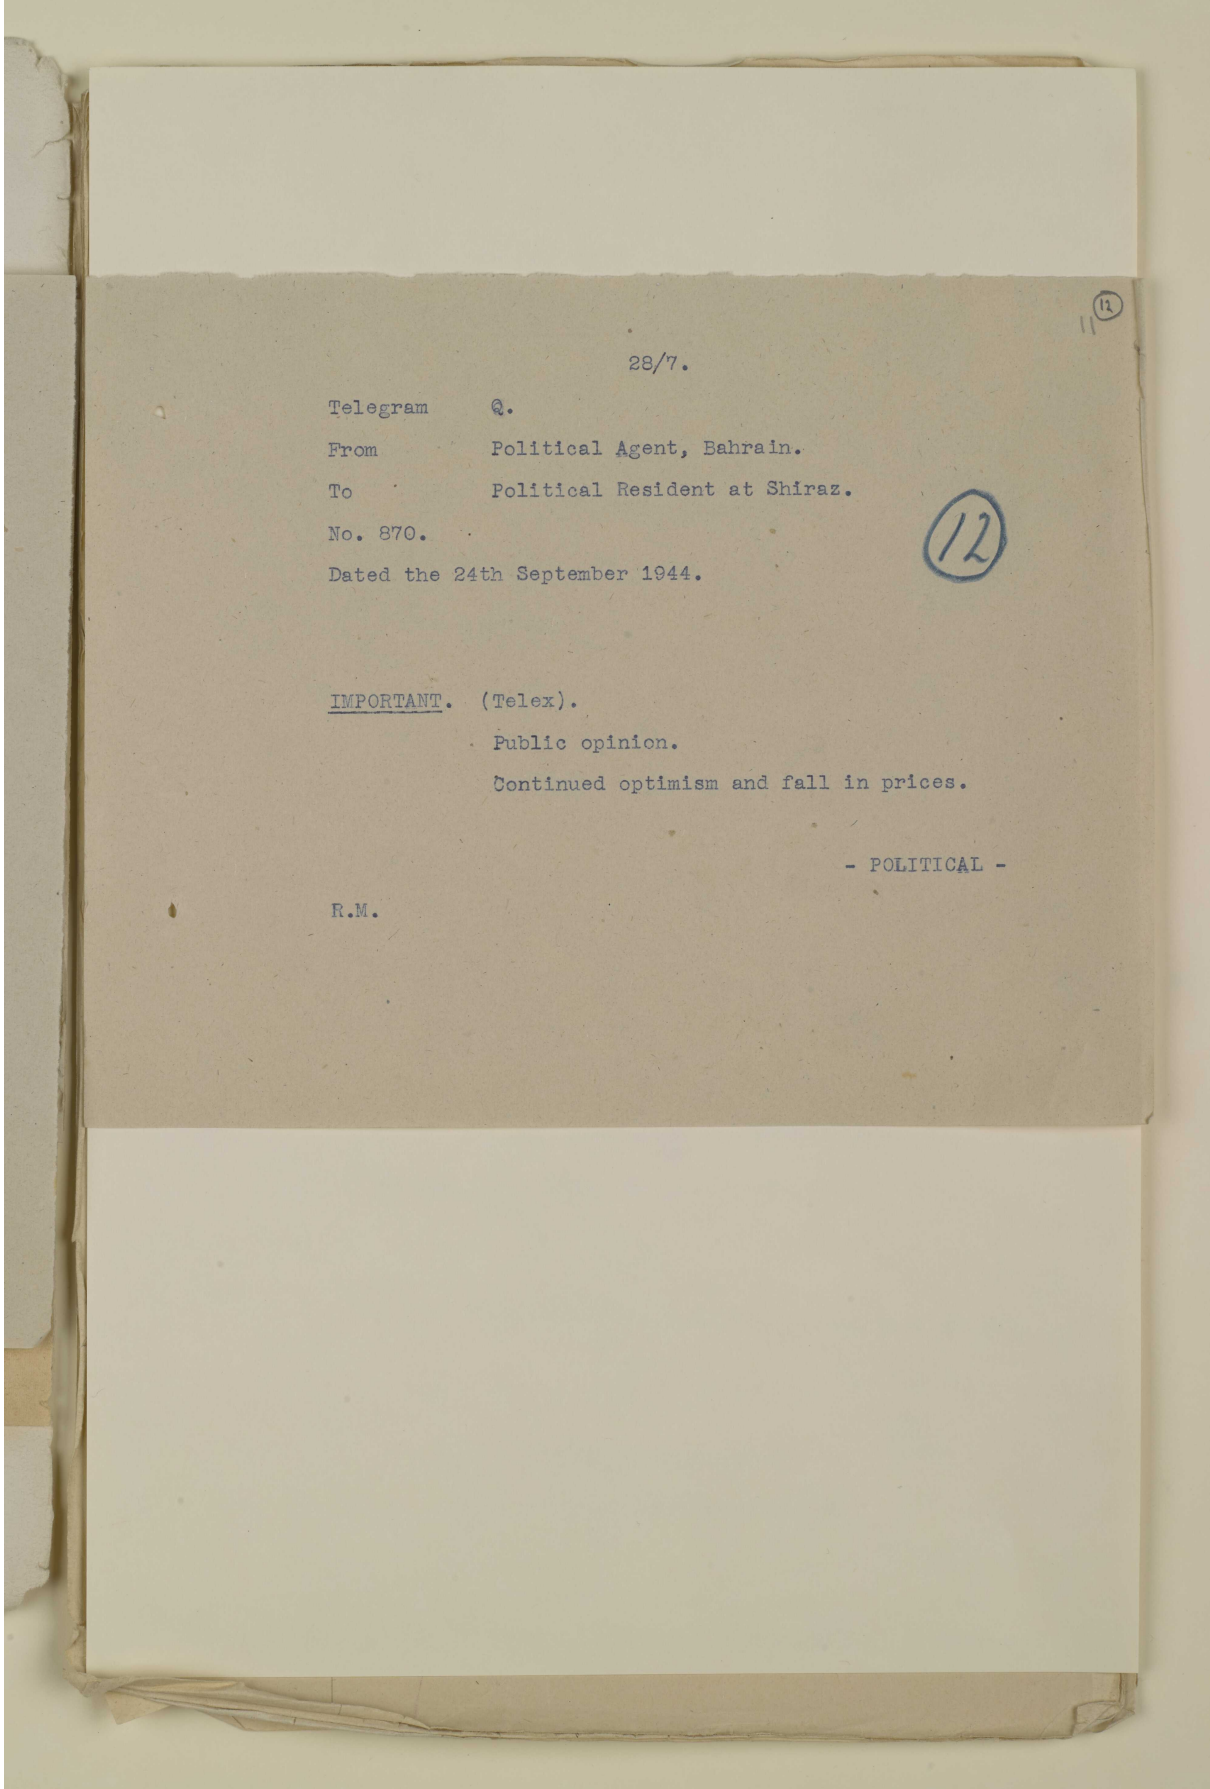 12
11
28/7.
Telegram Q.
From Political Agent, Bahrain.
To Political Resident at Shiraz.
12
No. 870.
Dated the 24th September 1944.
IMPORTANT. (Telex).
Public opinion.
Continued optimism and fall in prices.
- POLITICAL -
R.M.